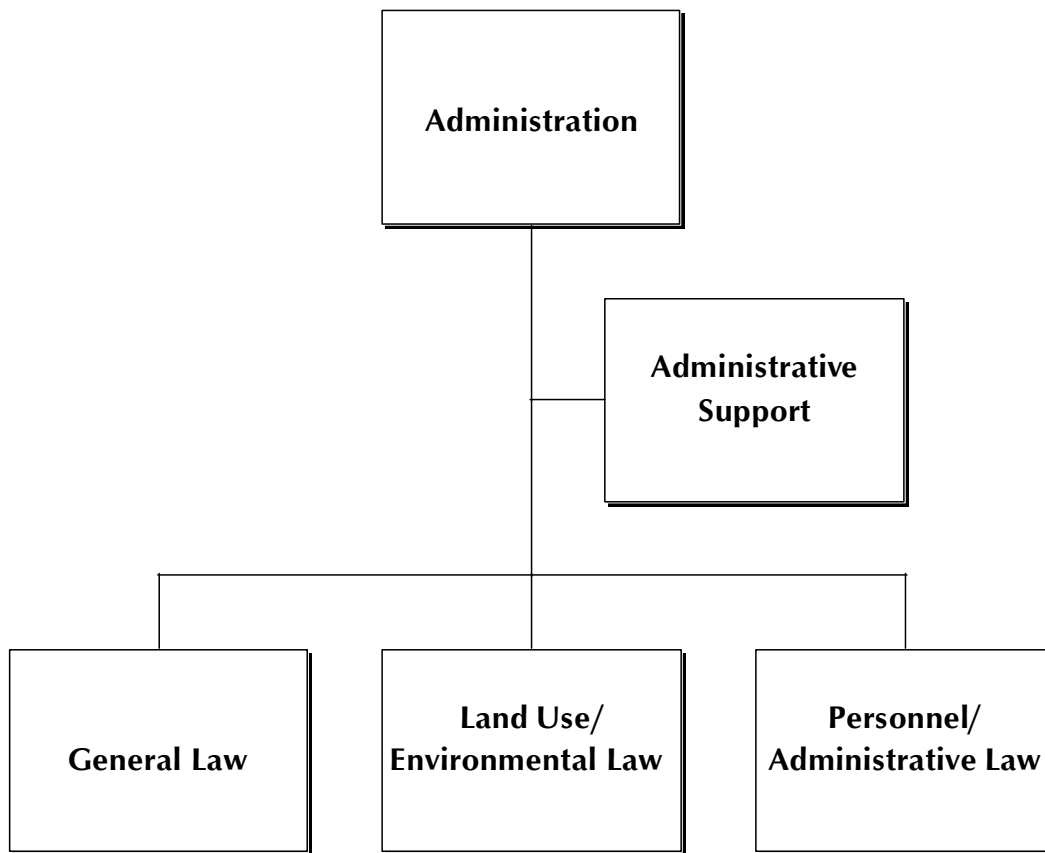 Administration
Administrative
Support
General Law
Land Use/
Environmental Law
Personnel/
Administrative Law